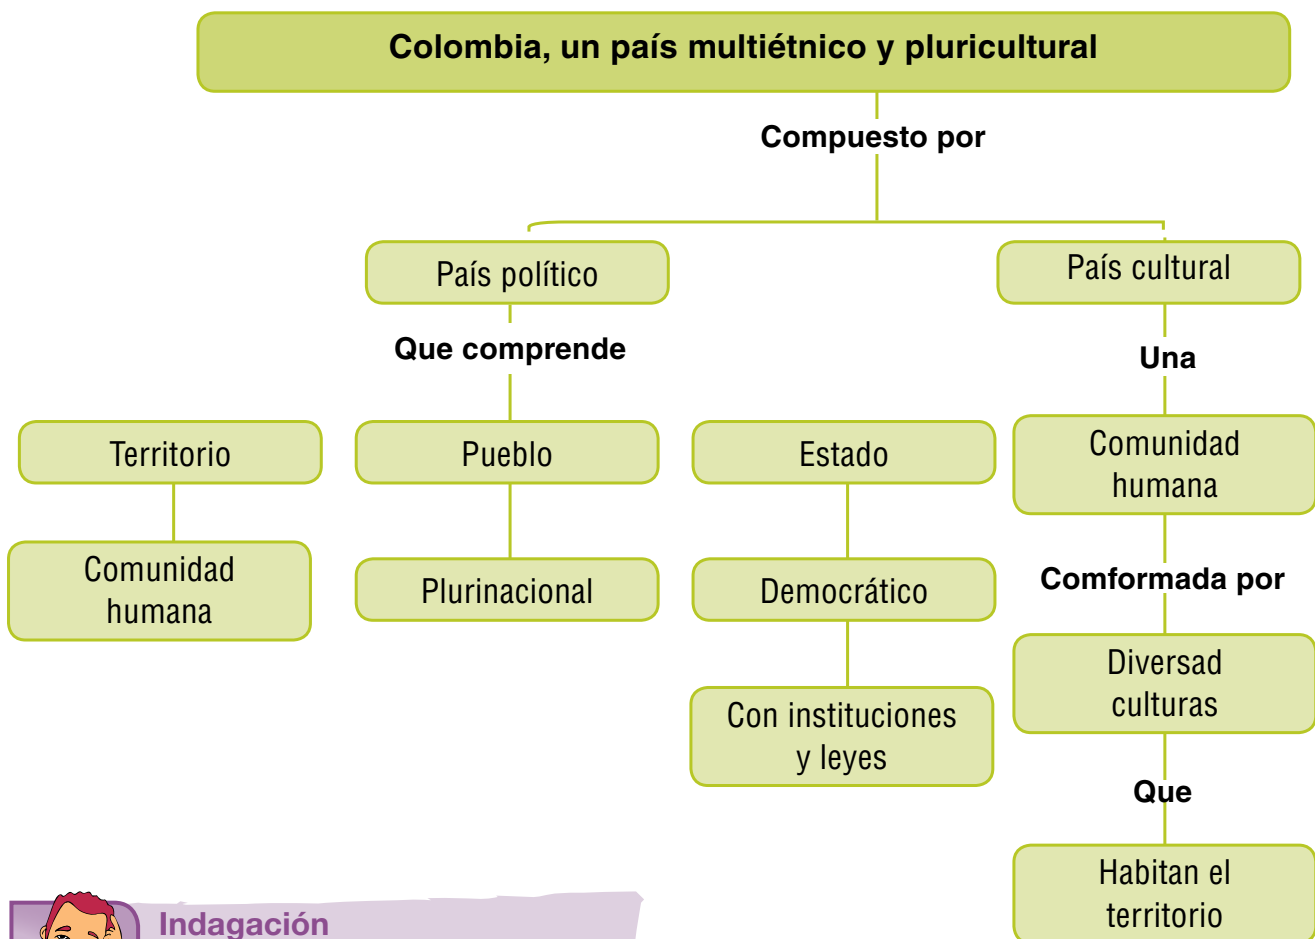 Colombia, un país multiétnico y pluricultural
Compuesto por
País político
País cultural
Que comprende
Una
Territorio
Pueblo
Estado
Comunidad
humana
Comunidad
humana
Plurinacional
Democrático
Comformada por
Diversad
culturas
Con instituciones
y leyes
Que
Habitan el
territorio
Indagación